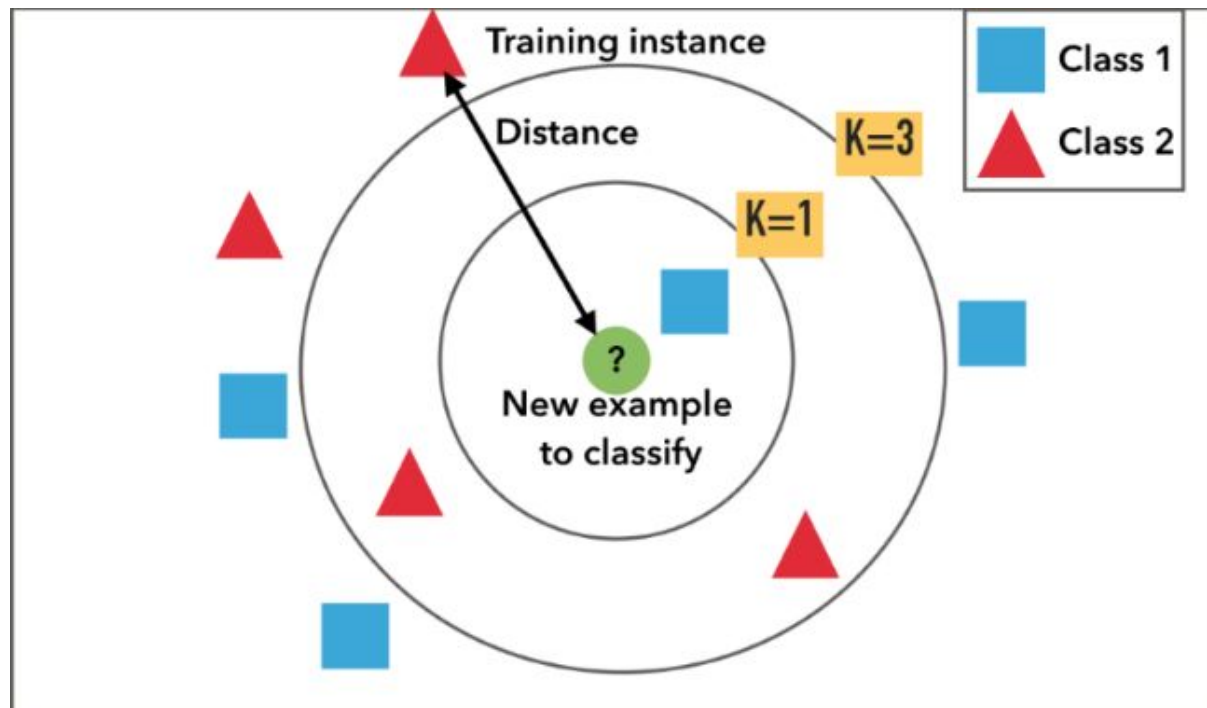 Training instance
Class 1
Distance
K=3
Class 2
K=1
?
New example
to classify